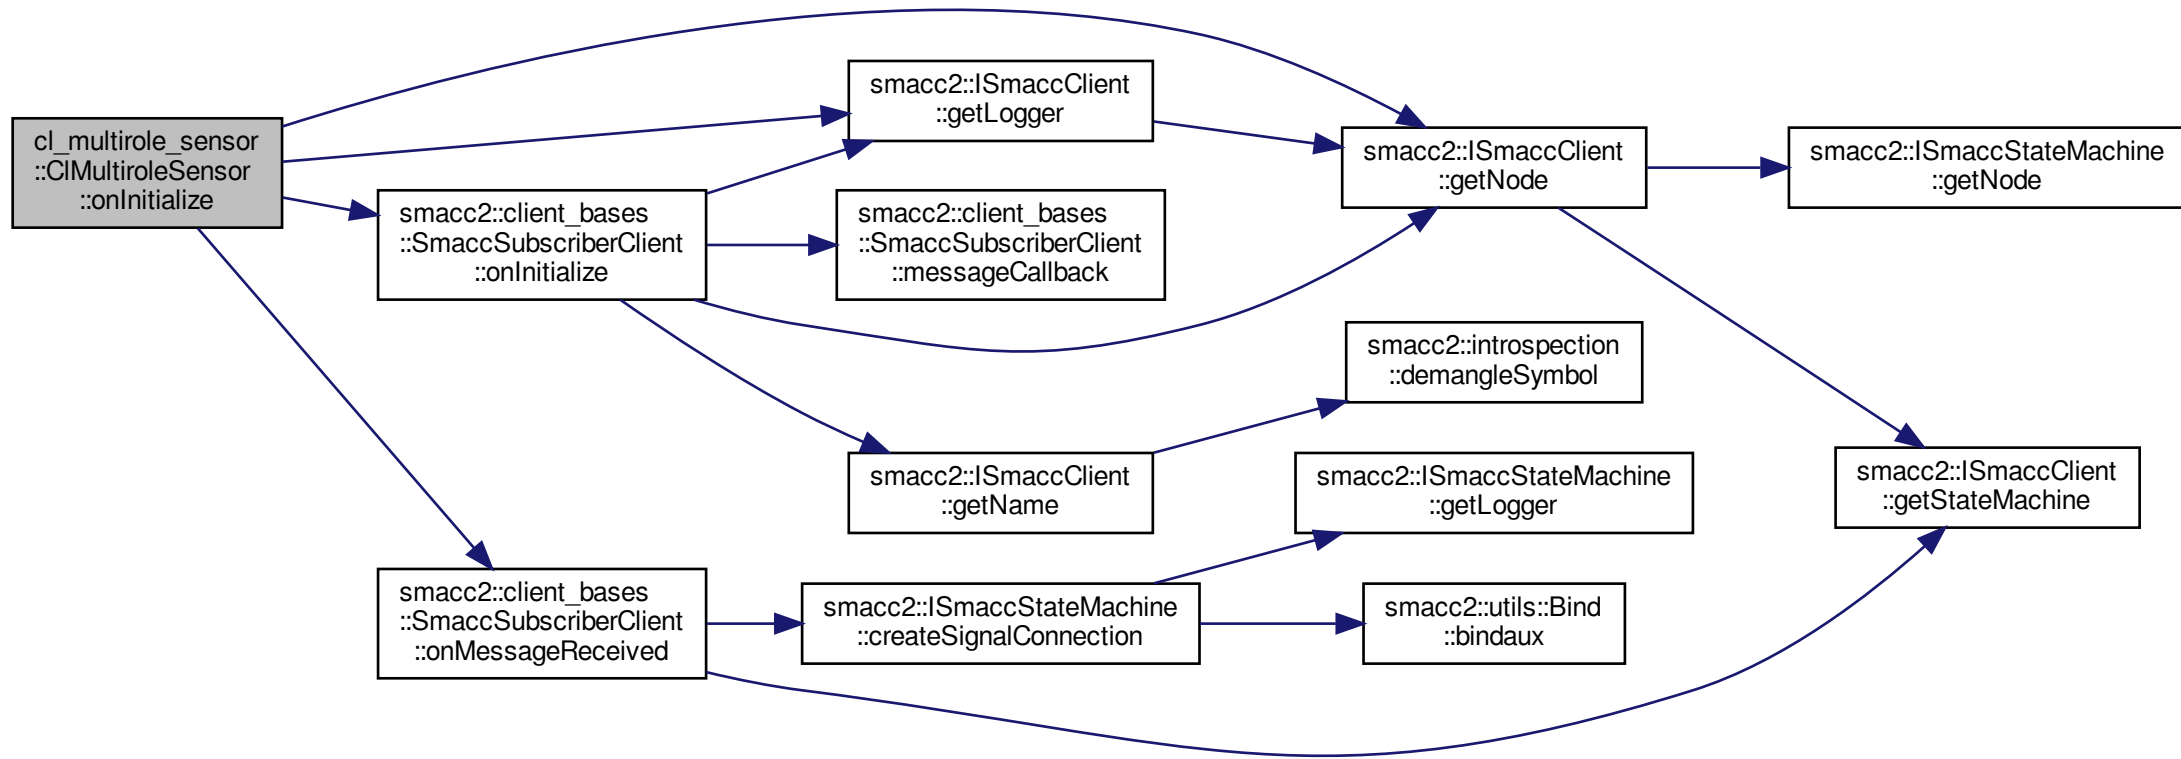 cl_multirole_sensor
::ClMultiroleSensor
::onInitialize
smacc2::ISmaccClient
::getLogger
smacc2::client_bases
::SmaccSubscriberClient
::onInitialize
smacc2::client_bases
::SmaccSubscriberClient
::messageCallback
smacc2::ISmaccClient
::getNode
smacc2::ISmaccStateMachine
::getNode
smacc2::introspection
::demangleSymbol
smacc2::ISmaccClient
::getName
smacc2::ISmaccStateMachine
::getLogger
smacc2::ISmaccClient
::getStateMachine
smacc2::client_bases
::SmaccSubscriberClient
::onMessageReceived
smacc2::ISmaccStateMachine
::createSignalConnection
smacc2::utils::Bind
::bindaux